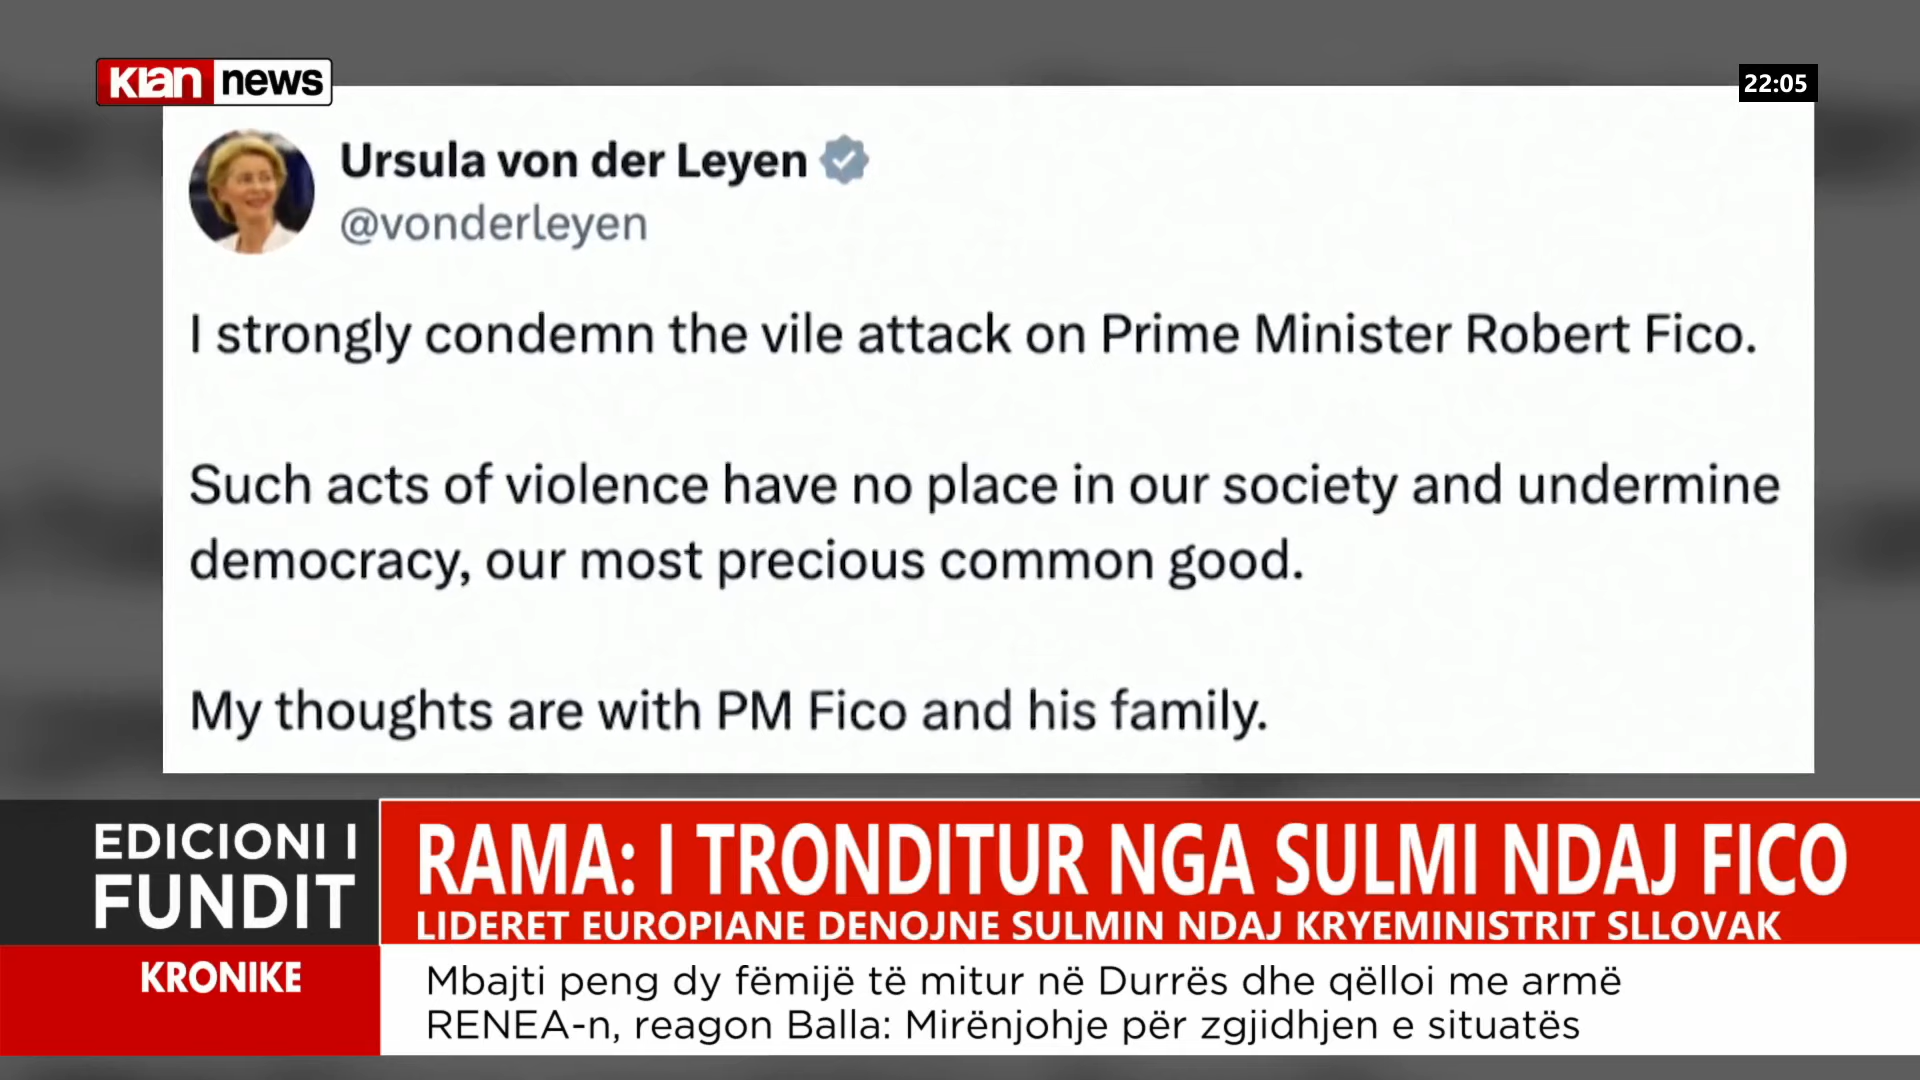 Klan news
22:05
Ursula von der Leyen
@vonderleyen
I strongly condemn the vile attack on Prime Minister Robert Fico.
Such acts of violence have no place in our society and undermine
democracy, our most precious common good.
My thoughts are with PM Fico and his family.
EDICIONI I
FUNDIT
RAMA: I TRONDITUR NGA SULMI NDAJ FICO
LIDERET EUROPIANE DENOJNE SULMIN NDAJ KRYEMINISTRIT SLLOVAK
KRONIKE
Mbajti peng dy fëmijë të mitur në Durrës dhe qëlloi me armë
RENEA-n, reagon Balla: Mirënjohje për zgjidhjen e situatës